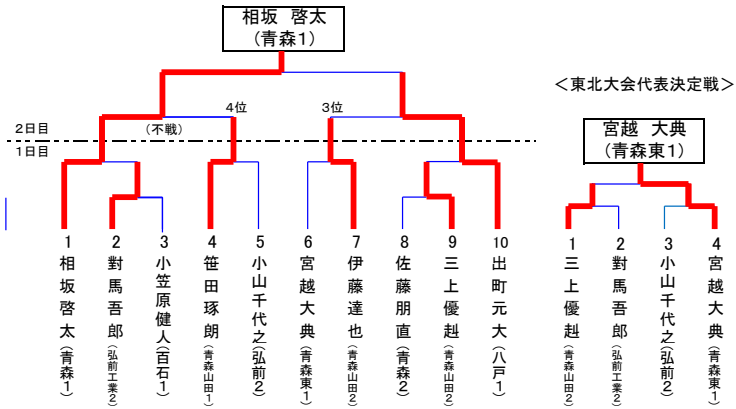 相坂 啓太
(青森1)
＜東北大会代表決定戦＞
4位
3位
2日目
(不戦)
1日目
宮越 大典
(青森東1)
1 相坂啓太(青森1)
2 對馬吾郎(弘前工業2)
3 小笠原健人(百石1)
4 笹田琢朗(青森山田1)
5 小山千代之(弘前2)
6 宮越大典(青森東1)
7 伊藤達也(青森山田2)
8 佐藤朋直(青森2)
9 三上優赳(青森山田2)
10 出町元大(八戸1)
1 三上優赳(青森山田2)
2 對馬吾郎(弘前工業2)
3 小山千代之(弘前2)
4 宮越大典(青森東1)